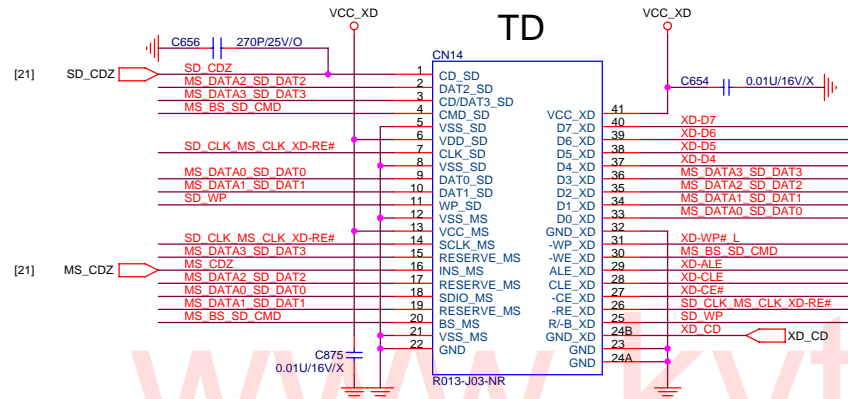 VCC_XD
TD
VCC_XD
C656
270P/25V/O
CN14
[21]
SD_CDZ
SD_CDZ
1
CD_SD
MS_DATA2_SD_DAT2
2
DAT2_SD
MS_DATA3_SD_DAT3
3
CD/DAT3_SD
MS_BS_SD_CMD
4
CMD_SD
5
VSS_SD
6
VDD_SD
SD_CLK_MS_CLK_XD-RE#
7
CLK_SD
8
VSS_SD
MS_DATA0_SD_DAT0
9
DAT0_SD
MS_DATA1_SD_DAT1
10
DAT1_SD
SD_WP
11
WP_SD
12
VSS_MS
13
VCC_MS
SD_CLK_MS_CLK_XD-RE#
14
SCLK_MS
MS_DATA3_SD_DAT3
15
RESERVE_MS
[21]
MS_CDZ
MS_CDZ
16
INS_MS
MS_DATA2_SD_DAT2
17
RESERVE_MS
MS_DATA0_SD_DAT0
18
SDIO_MS
MS_DATA1_SD_DAT1
19
RESERVE_MS
MS_BS_SD_CMD
20
BS_MS
21
VSS_MS
22
GND
C875
0.01U/16V/X
R013-J03-NR
C654
0.01U/16V/X
VCC_XD
41
D7_XD
40
XD-D7
D6_XD
39
XD-D6
D5_XD
38
XD-D5
D4_XD
37
XD-D4
D3_XD
36
MS_DATA3_SD_DAT3
D2_XD
35
MS_DATA2_SD_DAT2
D1_XD
34
MS_DATA1_SD_DAT1
D0_XD
33
MS_DATA0_SD_DAT0
GND_XD
32
-WP_XD
31
XD-WP#_L
-WE_XD
30
MS_BS_SD_CMD
ALE_XD
29
XD-ALE
CLE_XD
28
XD-CLE
-CE_XD
27
XD-CE#
-RE_XD
26
SD_CLK_MS_CLK_XD-RE#
R/-B_XD
25
SD_WP
GND_XD
24B
XD_CD
XD_CD
GND
23
GND
24A
www.kyt